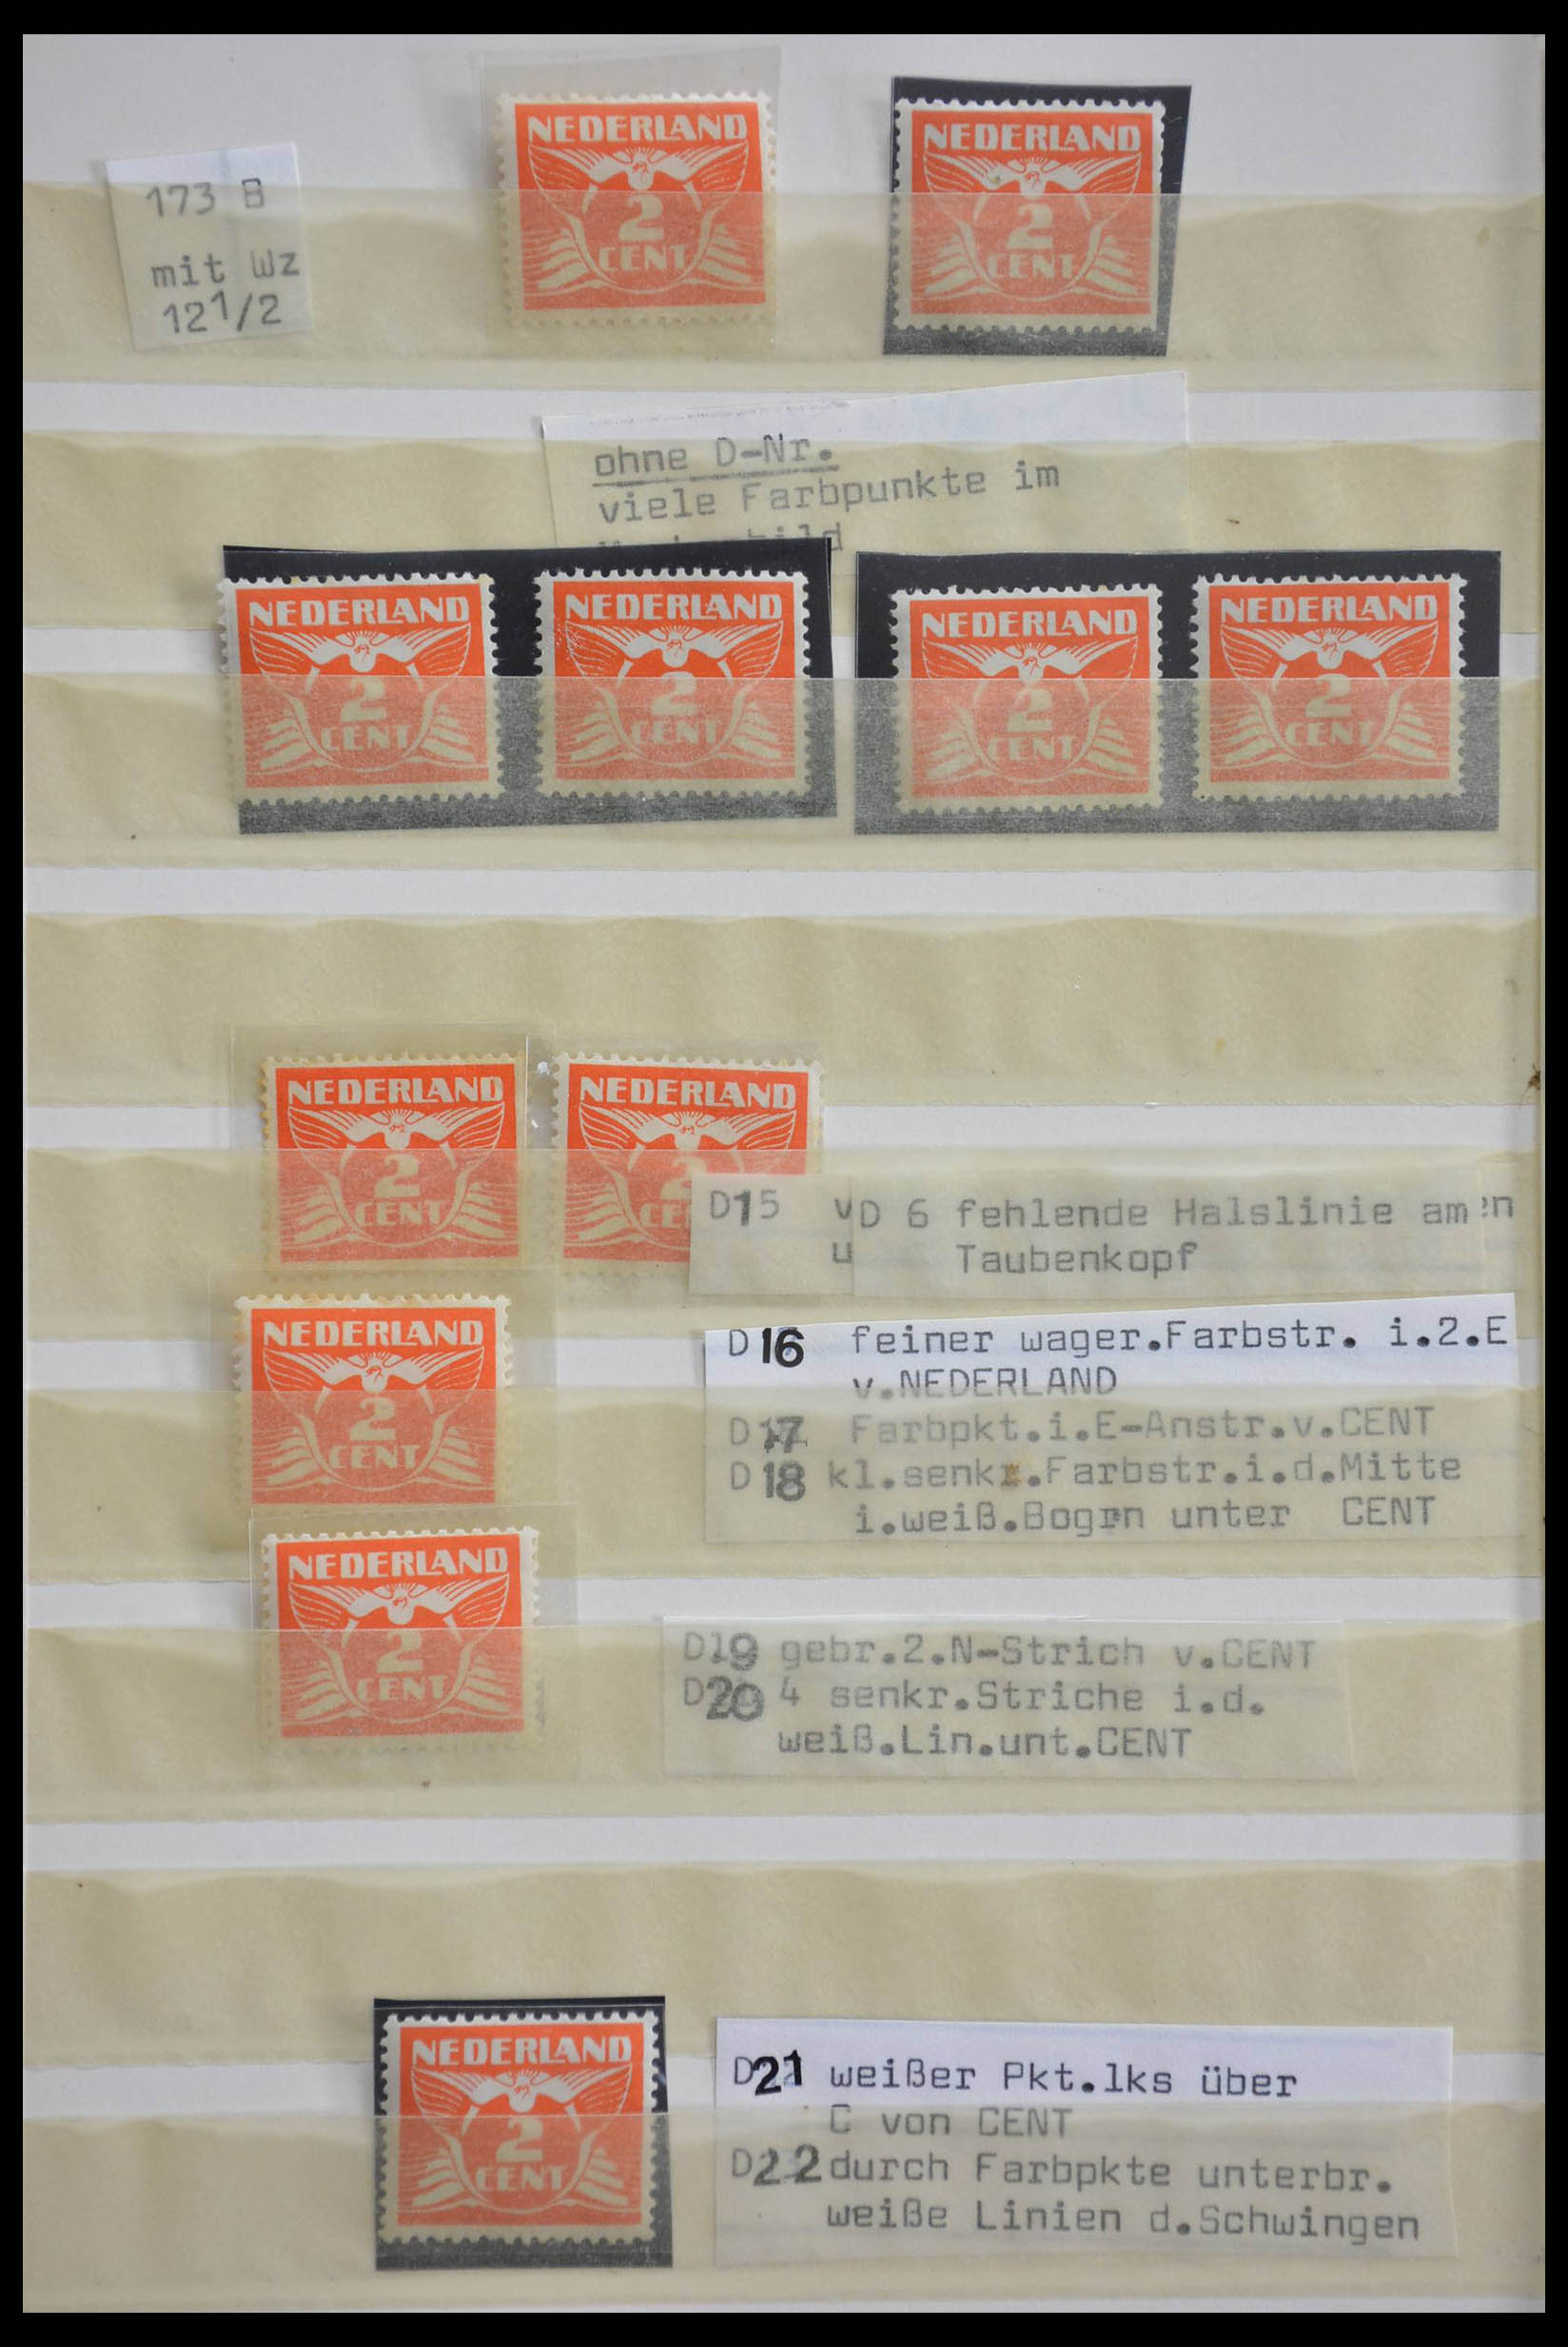 NEDERLAND
2
CENT
NEDERLAND
2
CENT
173 B
mit Wz
12 1/2
ohne D-Nr.
viele Farbpunkte im
NEDERLAND
2
CENT
NEDERLAND
2
CENT
NEDERLAND
2
CENT
NEDERLAND
2
CENT
NEDERLAND
2
CENT
NEDERLAND
2
CE
D15 v
u
D 6 fehlende Halslinie am
Taubenkopf
NEDERLAND
2
CENT
D16 feiner wager.Farbstr. i.2.E
v.NEDERLAND
D17 Farbpkt.i.E-Anstr.v.CENT
D18 kl.senkr.Farbstr.i.d.Mitte
i.weiß.Bogrn unter CENT
NEDERLAND
2
CENT
D19 gebr.2.N-Strich v.CENT
D20 4 senkr.Striche i.d.
weiß.Lin.unt.CENT
NEDERLAND
2
CENT
D21 weißer Pkt.lks über
C von CENT
D22 durch Farbpkte unterbr.
weiße Linien d.Schwingen